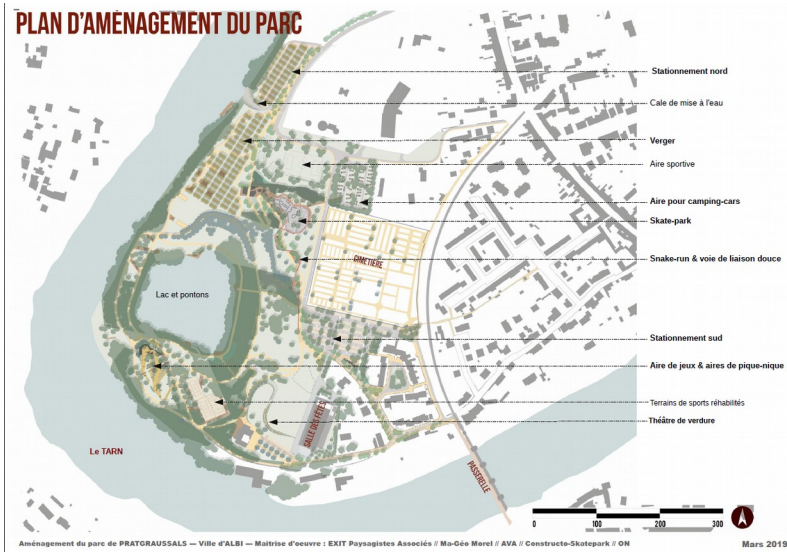 PLAN D'AMÉNAGEMENT DU PARC
Stationnement nord
Cale de mise à l'eau
Verger
Aire sportive
Aire pour camping-cars
Skate-park
CIMETIÈRE
Snake-run & voie de liaison douce
Lac et pontons
Stationnement sud
Aire de jeux & aires de pique-nique
Terrains de sports réhabilités
Théâtre de verdure
SALLE DES FÊTES
Le TARN
PASSERELLE
0 100 200 300
Aménagement du parc de PRATGRAUSSALS — Ville d'ALBI — Maitrise d'oeuvre : EXIT Paysagistes Associés // Ma-Géo Morel // AVA // Constructo-Skatepark // ON
Mars 2019